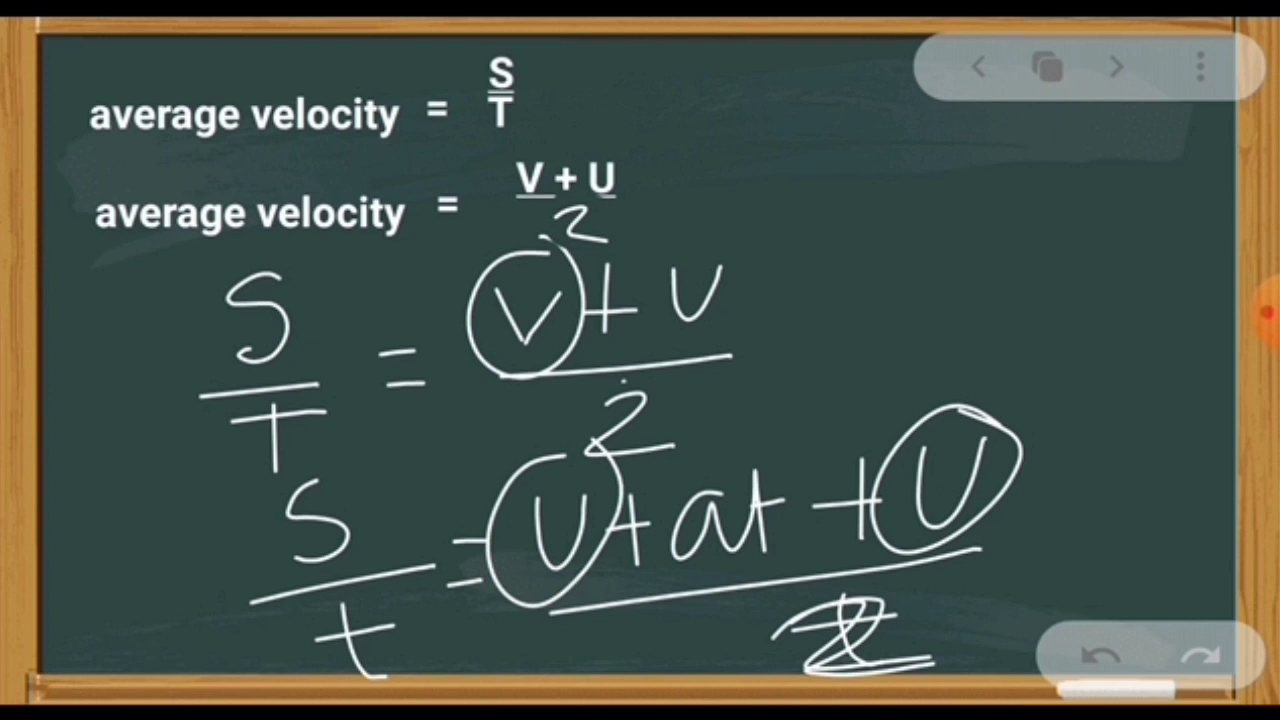 average velocity = S/T
average velocity = V + U / 2
S/T = V + U / 2
S/t = U + at + U / 2